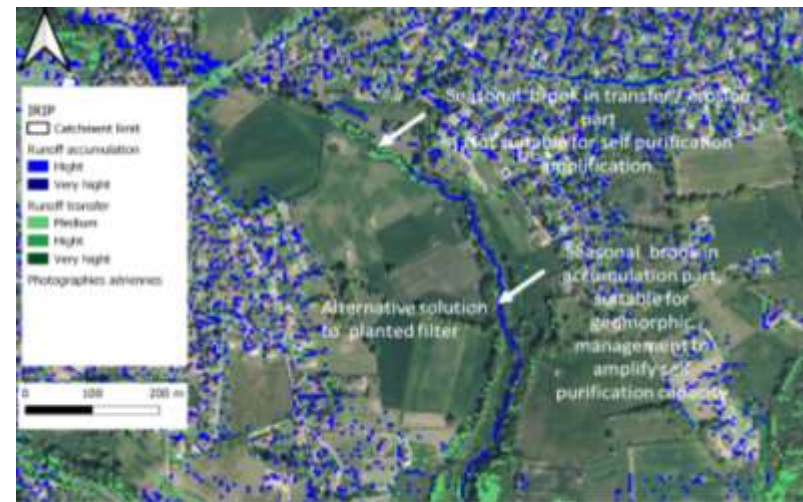 IRIP
Catchment limit
Runoff accumulation
Hight
Very hight
Runoff transfer
Medium
Hight
Very hight
Photographies aériennes
0 100 200 m
Seasonal brook in transfer / erosion
part
Not suitable for self purification
amplification
Seasonal brook in
accumulation part,
suitable for
geomorphic
management to
amplify self
purification capacity
Alternative solution
to planted filter